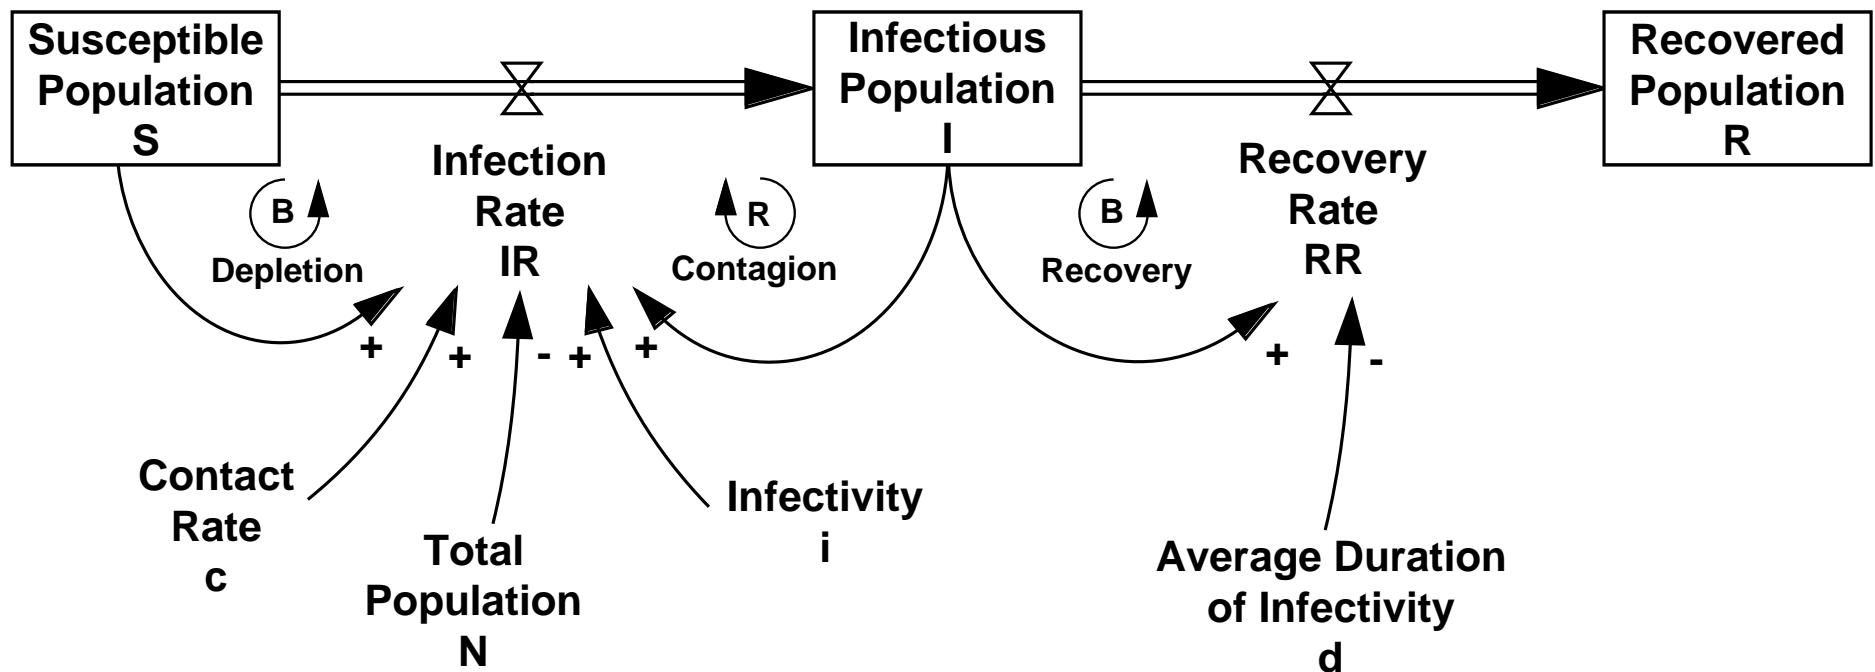 Susceptible
Population
S
Infectious
Population
I
Recovered
Population
R
Infection
Rate
IR
Recovery
Rate
RR
B
Depletion
R
Contagion
B
Recovery
+
+
-
+
+
+
-
Contact
Rate
c
Total
Population
N
Infectivity
i
Average Duration
of Infectivity
d